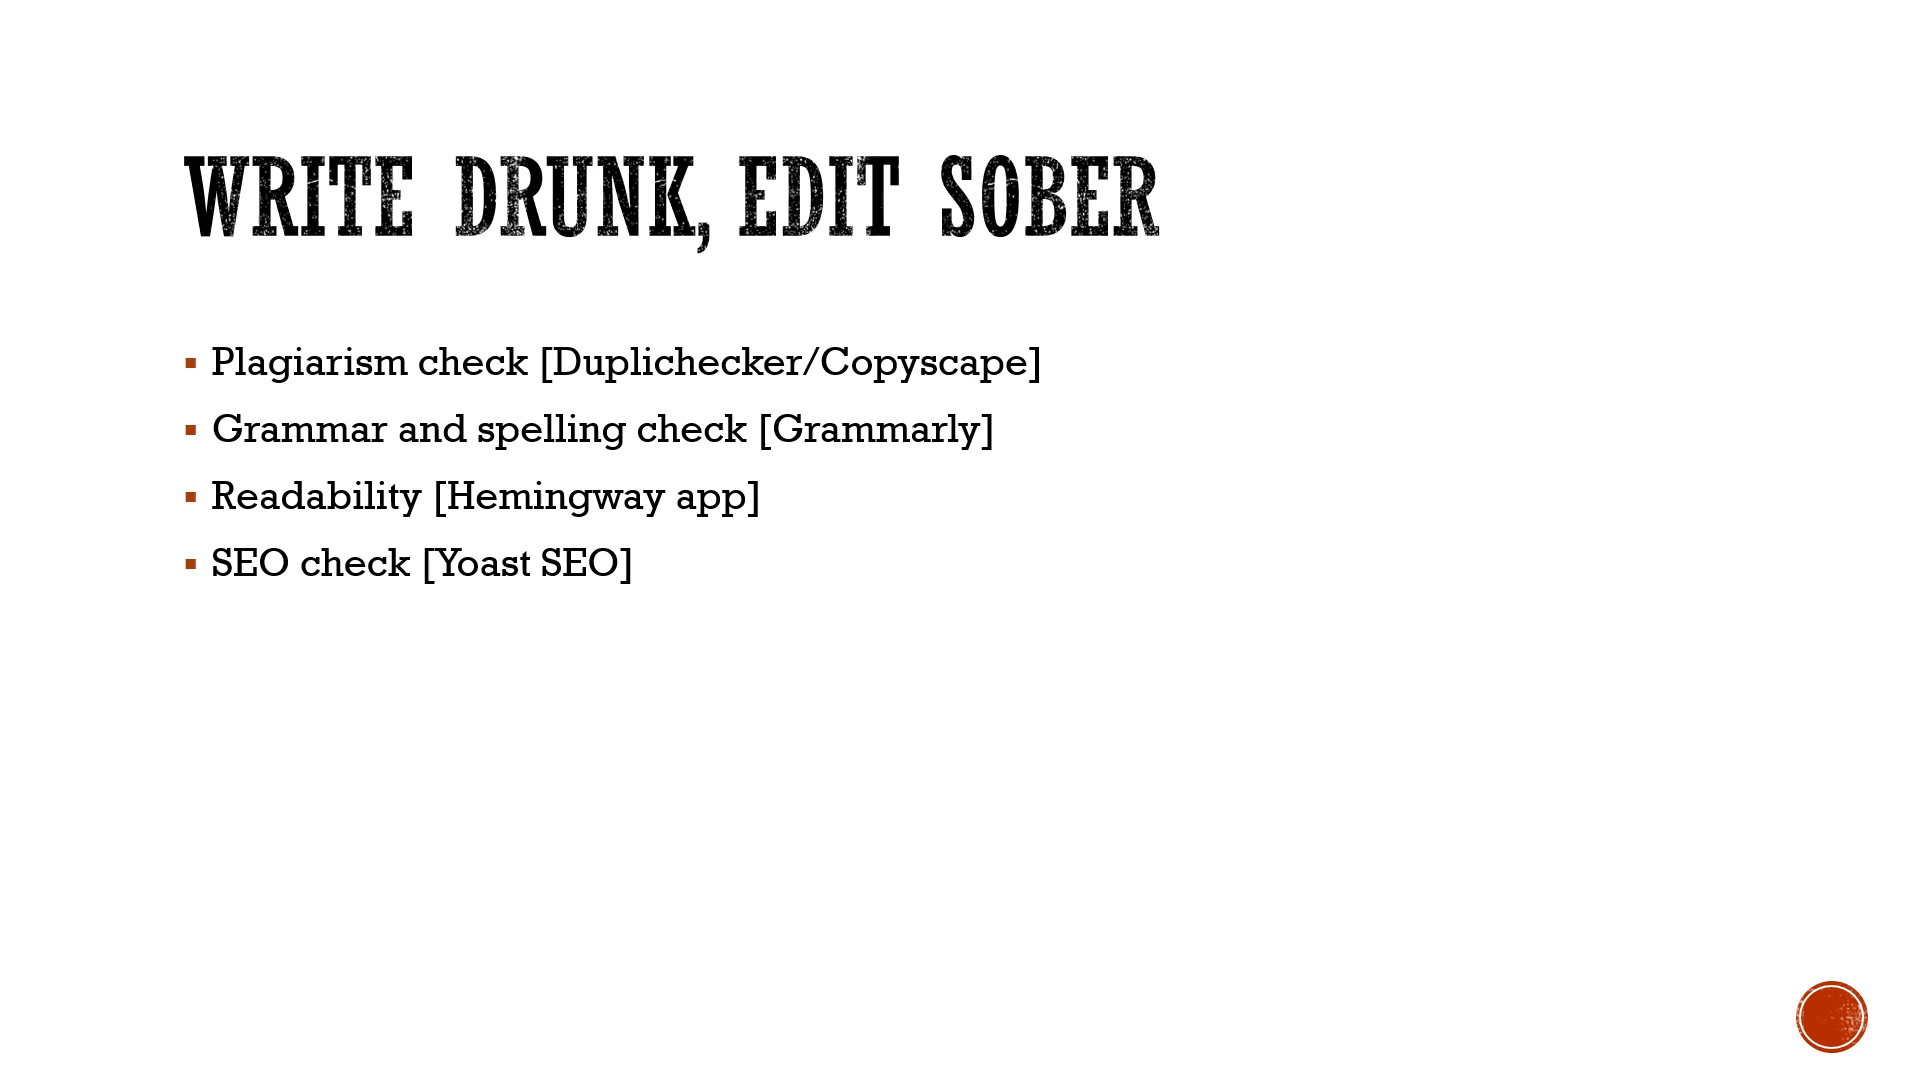 WRITE DRUNK, EDIT SOBER
Plagiarism check [Duplichecker/Copyscape]
Grammar and spelling check [Grammarly]
Readability [Hemingway app]
SEO check [Yoast SEO]